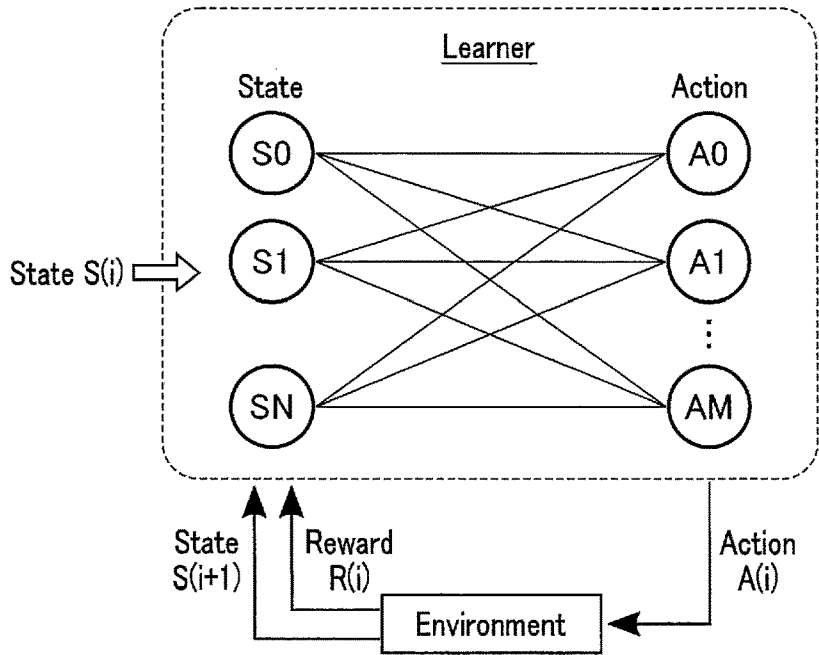 Learner
State
Action
S0
A0
S1
A1
State S(i)
⋮
SN
AM
State
S(i+1)
Reward
R(i)
Action
A(i)
Environment